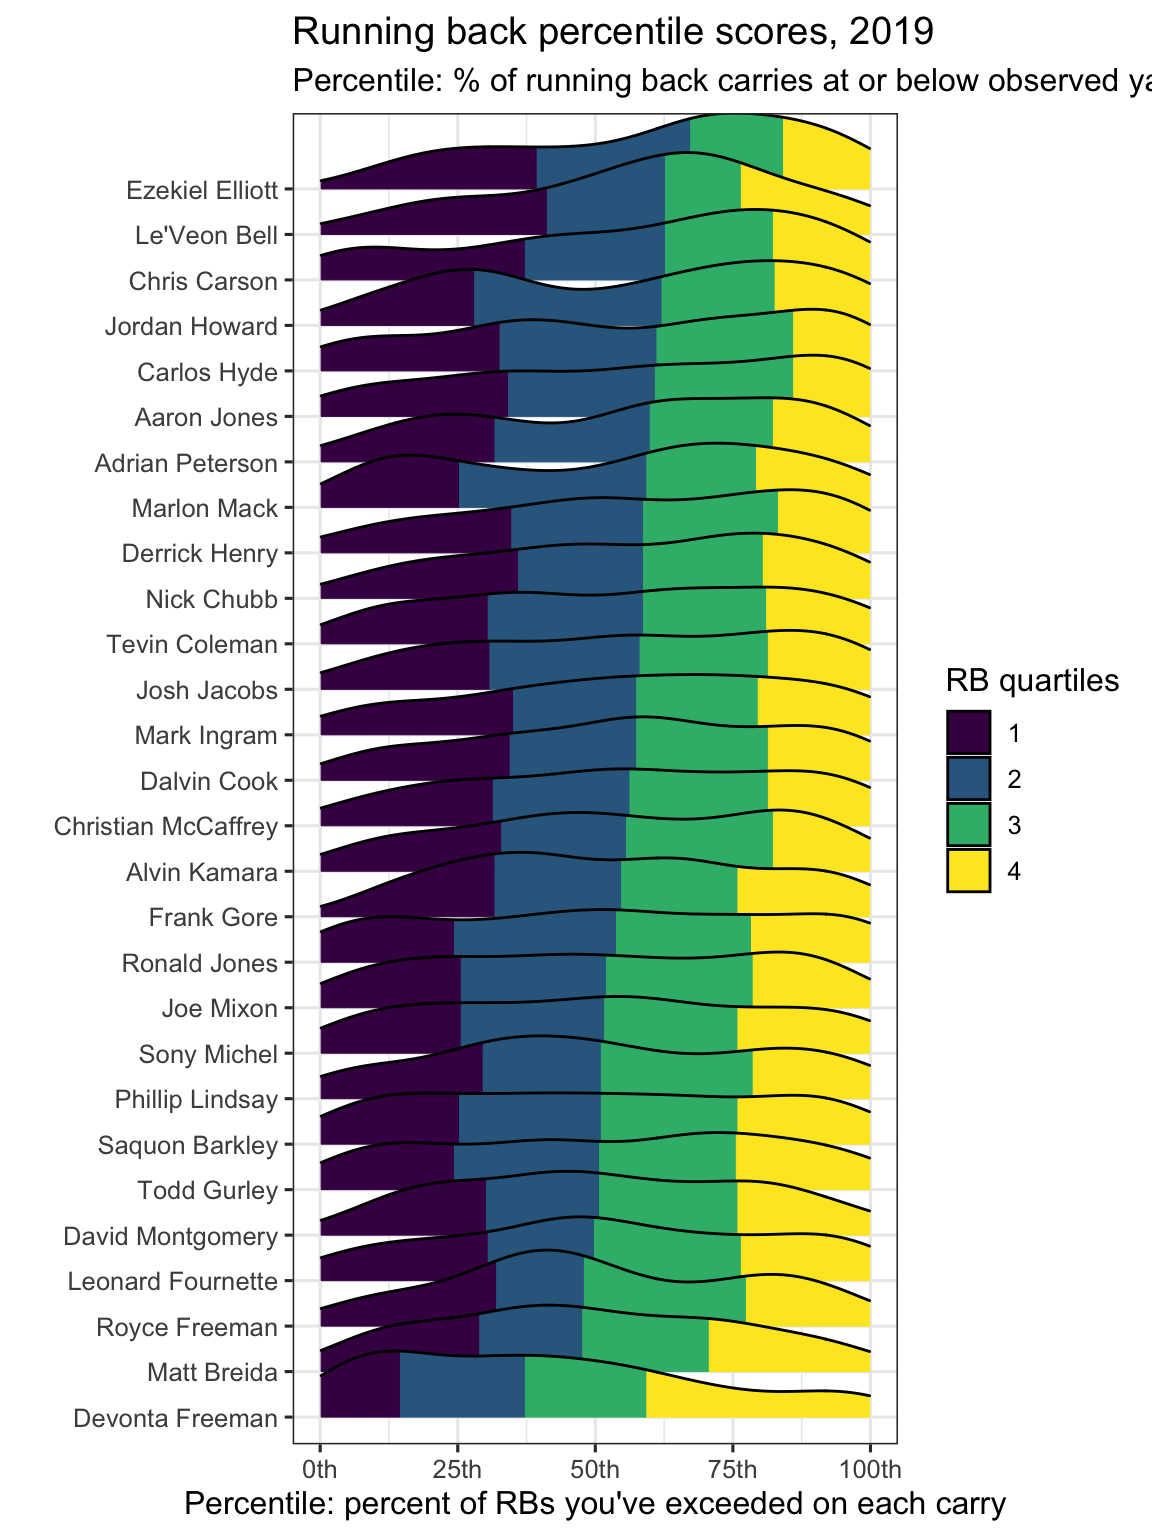 Running back percentile scores, 2019
Percentile: % of running back carries at or below observed ya
Ezekiel Elliott
Le'Veon Bell
Chris Carson
Jordan Howard
Carlos Hyde
Aaron Jones
Adrian Peterson
Marlon Mack
Derrick Henry
Nick Chubb
Tevin Coleman
Josh Jacobs
Mark Ingram
Dalvin Cook
Christian McCaffrey
Alvin Kamara
Frank Gore
Ronald Jones
Joe Mixon
Sony Michel
Phillip Lindsay
Saquon Barkley
Todd Gurley
David Montgomery
Leonard Fournette
Royce Freeman
Matt Breida
Devonta Freeman
0th 25th 50th 75th 100th
Percentile: percent of RBs you've exceeded on each carry
RB quartiles
1
2
3
4